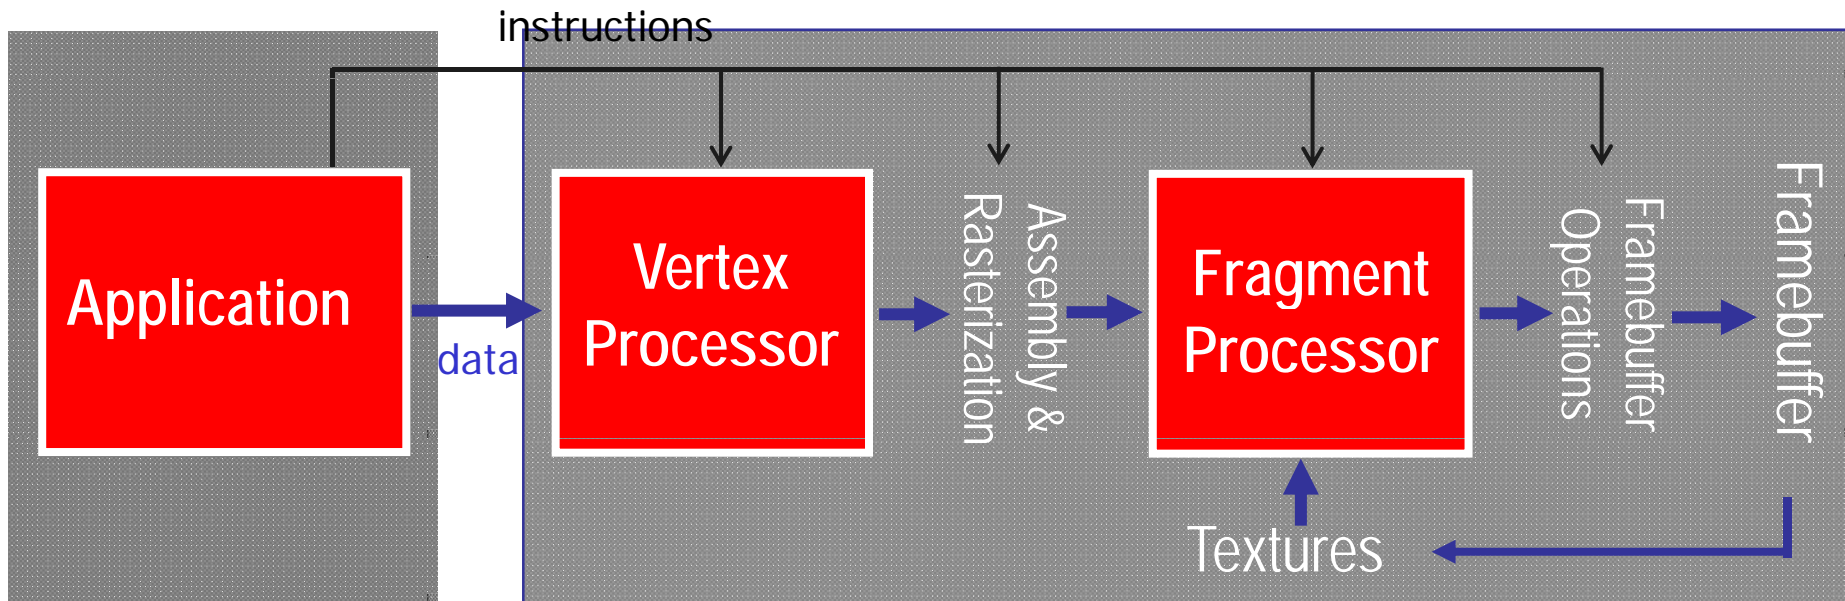 instructions
Application
data
Vertex
Processor
Assembly &
Rasterization
Fragment
Processor
Textures
Framebuffer
Operations
Framebuffer